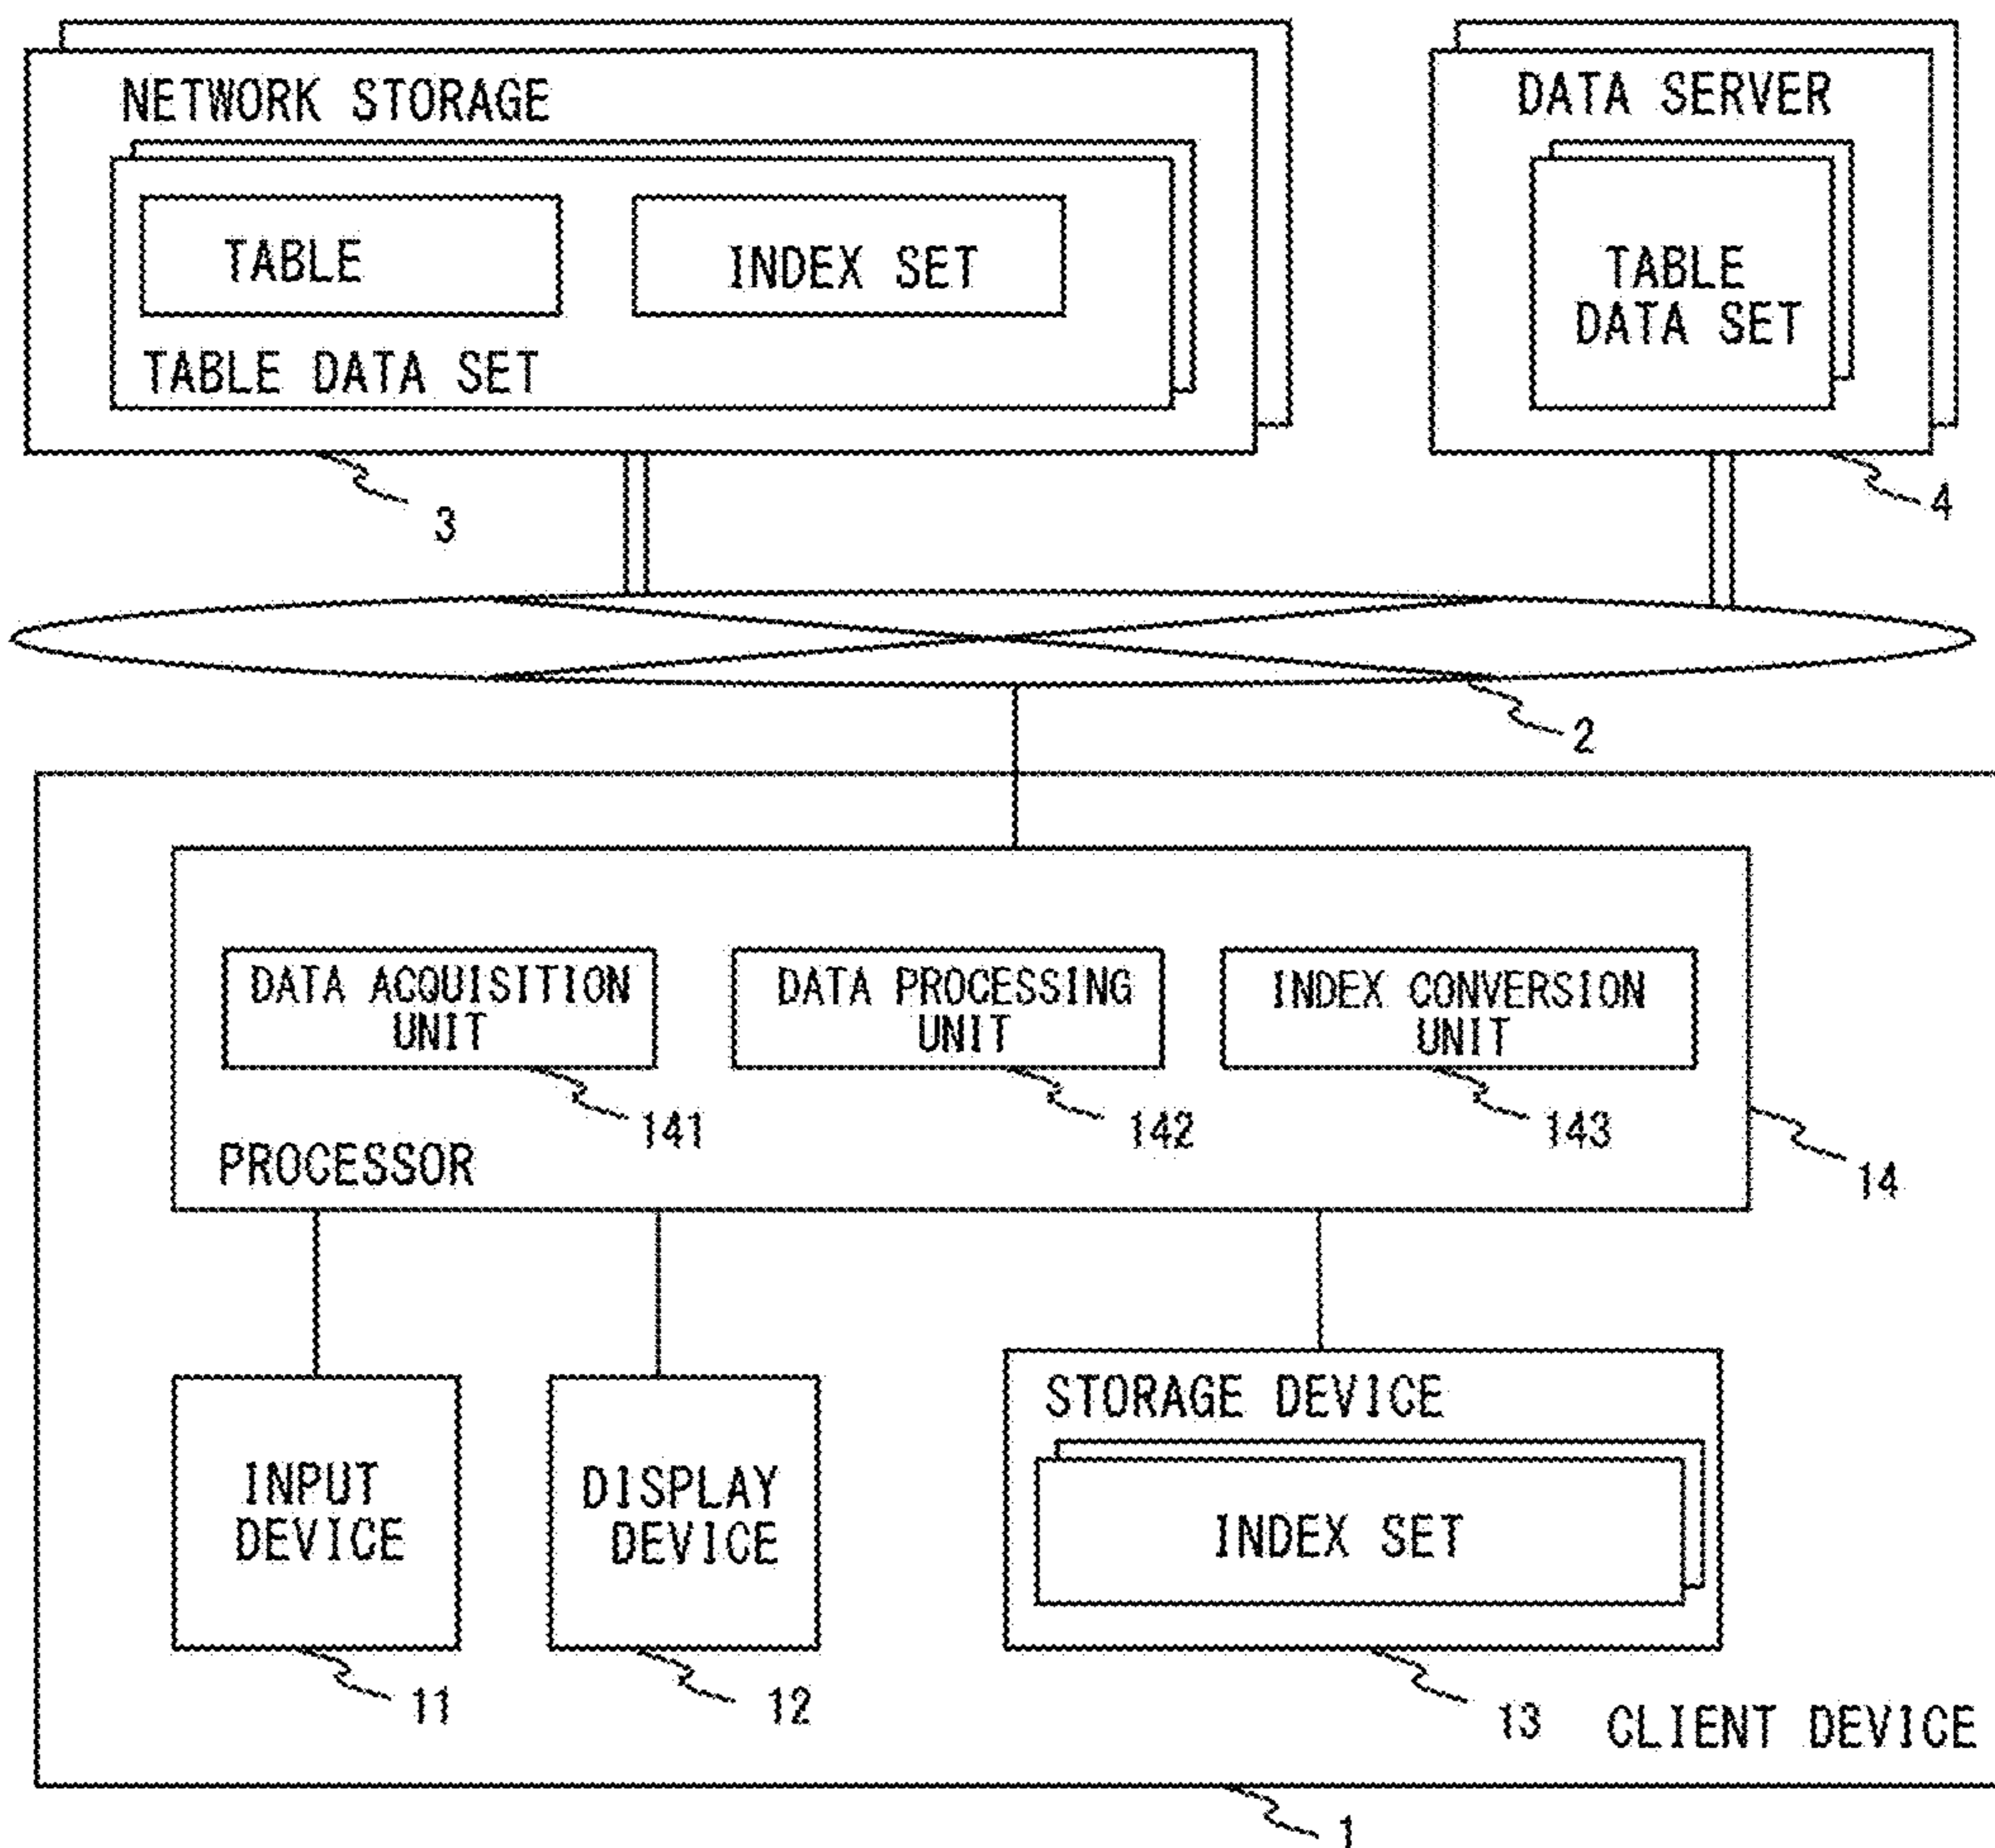 NETWORK STORAGE
TABLE
INDEX SET
TABLE DATA SET
3
DATA SERVER
TABLE
DATA SET
4
2
DATA ACQUISITION
UNIT
141
DATA PROCESSING
UNIT
142
INDEX CONVERSION
UNIT
143
PROCESSOR
14
INPUT
DEVICE
11
DISPLAY
DEVICE
12
STORAGE DEVICE
INDEX SET
13
CLIENT DEVICE
1